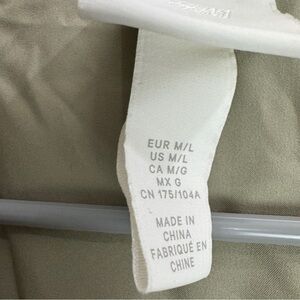 EUR M/L
US M/L
CA M/G
MX G
CN 175/104A
MADE IN
CHINA
FABRIQUÉ EN
CHINE